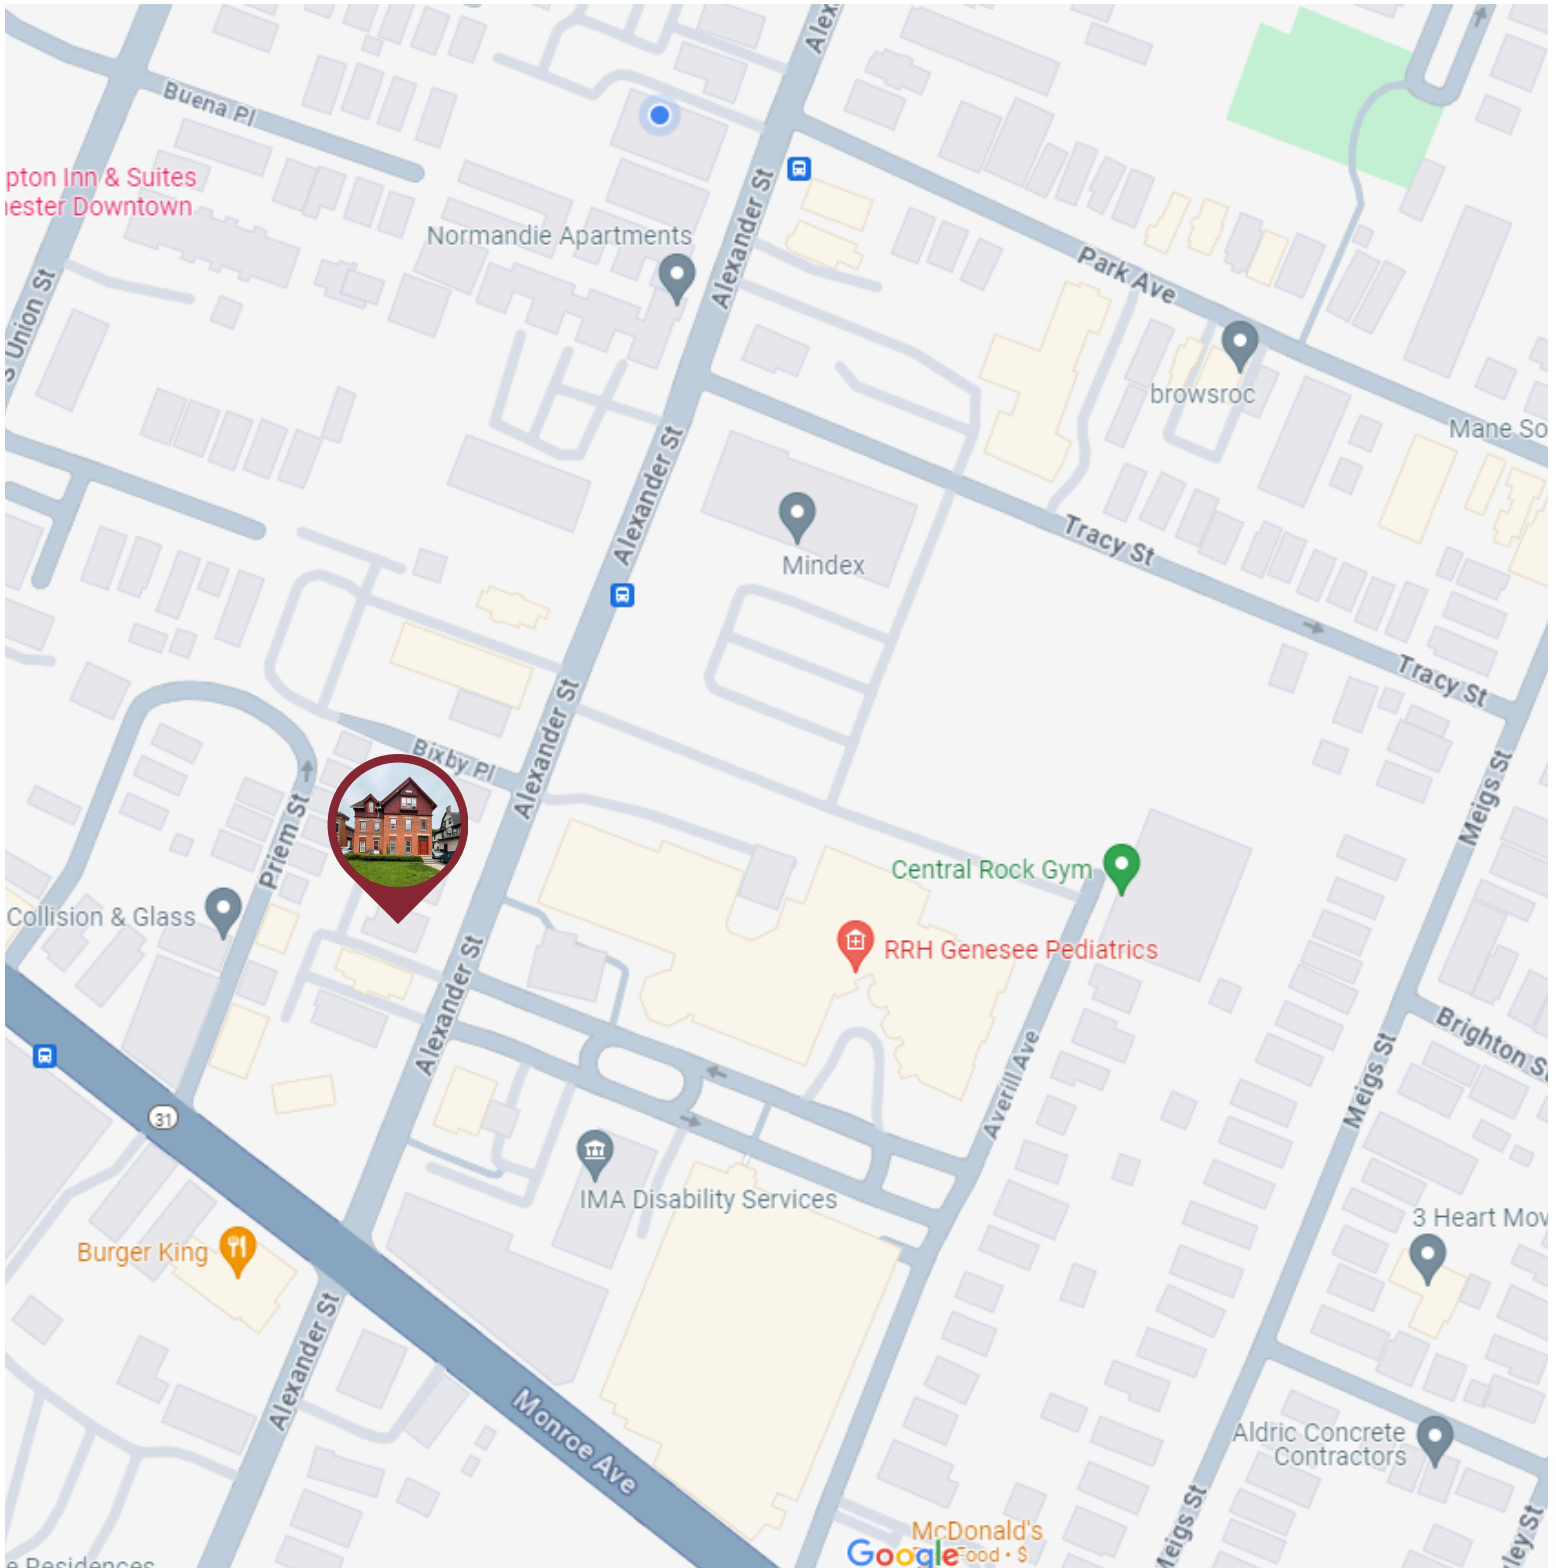 Alex
Buena Pl
pton Inn & Suites
ester Downtown
Normandie Apartments
Alexander St
Park Ave
S Union St
browsroc
Mane So
Alexander St
Mindex
Tracy St
Tracy St
Alexander St
Bixby Pl
Meigs St
Priem St
Central Rock Gym
Collision & Glass
RRH Genesee Pediatrics
Alexander St
Brighton S
Averill Ave
Meigs St
31
IMA Disability Services
3 Heart Mov
Burger King
Alexander St
Monroe Ave
Aldric Concrete
Contractors
Meigs St
ley St
McDonald's
Google
Food · $
e Residences